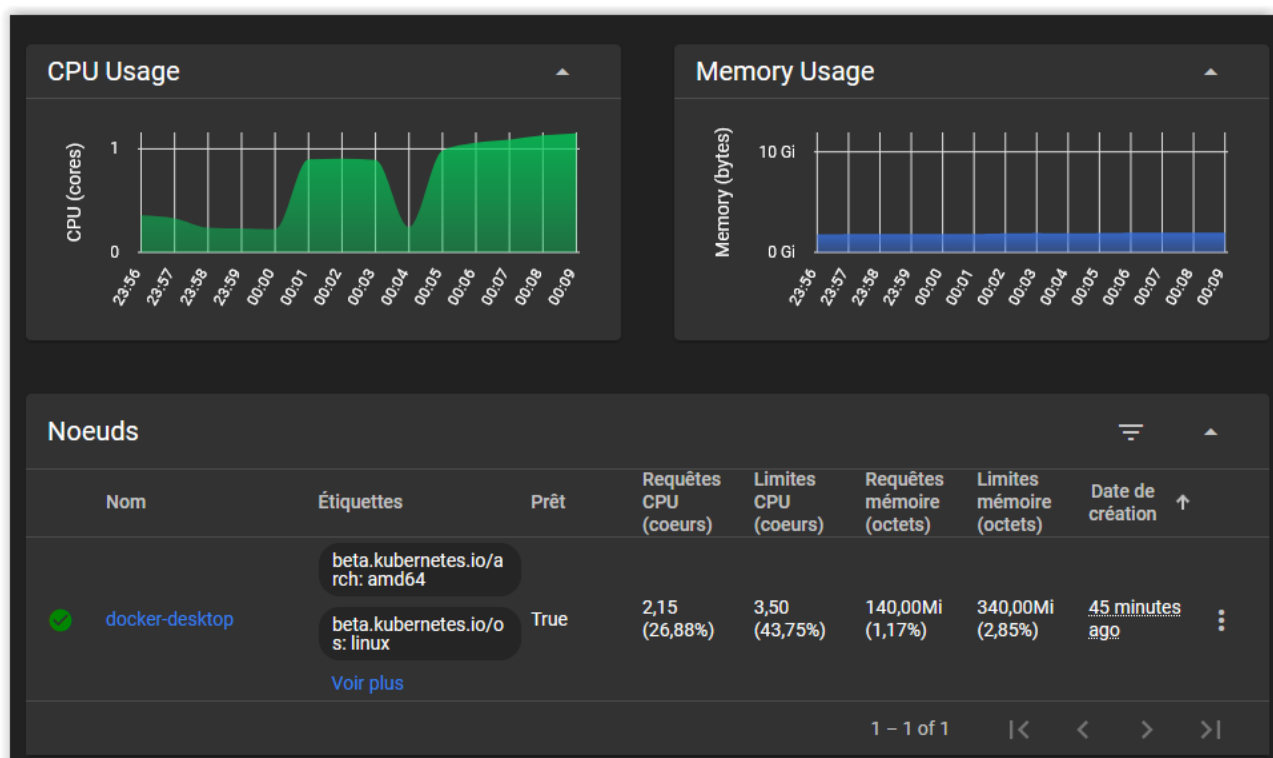 CPU Usage
CPU (cores)
1
0
23:56
23:57
23:58
23:59
00:00
00:01
00:02
00:03
00:04
00:05
00:06
00:07
00:08
00:09
Memory Usage
Memory (bytes)
10 Gi
0 Gi
23:56
23:57
23:58
23:59
00:00
00:01
00:02
00:03
00:04
00:05
00:06
00:07
00:08
00:09
Noeuds
Nom
Étiquettes
Prêt
Requêtes
CPU
(coeurs)
Limites
CPU
(coeurs)
Requêtes
mémoire
(octets)
Limites
mémoire
(octets)
Date de
création
docker-desktop
beta.kubernetes.io/a
rch: amd64
beta.kubernetes.io/o
s: linux
Voir plus
True
2,15
(26,88%)
3,50
(43,75%)
140,00Mi
(1,17%)
340,00Mi
(2,85%)
45 minutes
ago
1 – 1 of 1